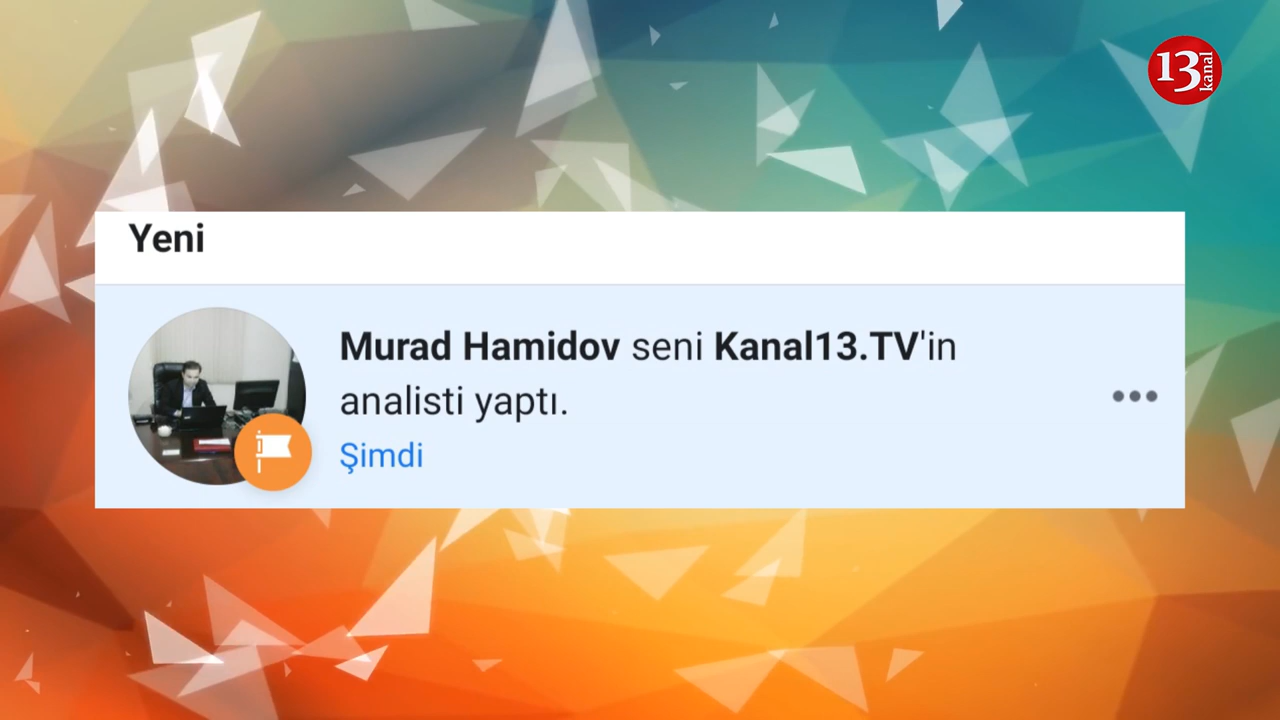 13 kanal
Yeni
Murad Hamidov seni Kanal13.TV'in
analisti yaptı.
Şimdi